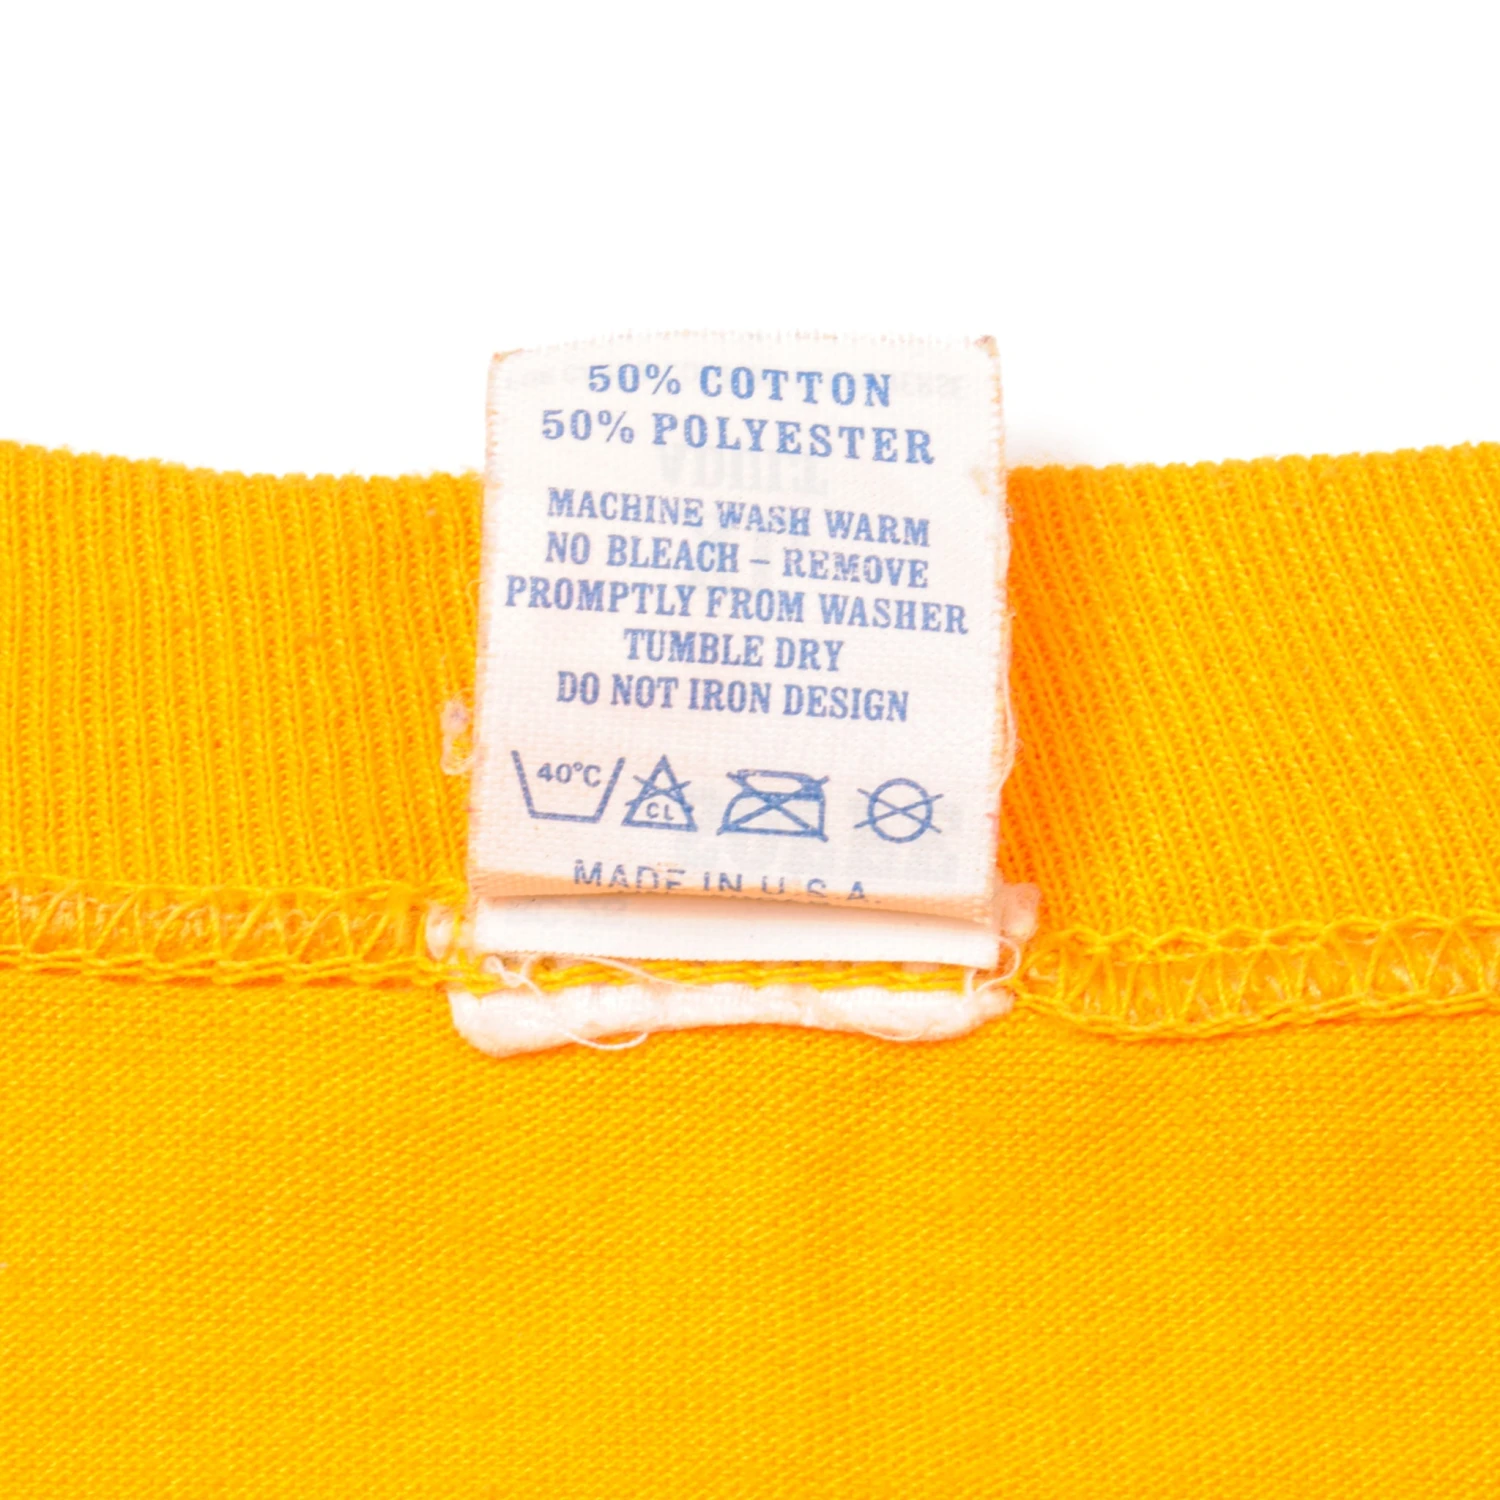 50% COTTON
50% POLYESTER
MACHINE WASH WARM
NO BLEACH – REMOVE
PROMPTLY FROM WASHER
TUMBLE DRY
DO NOT IRON DESIGN
40°C CL
MADE IN U.S.A.